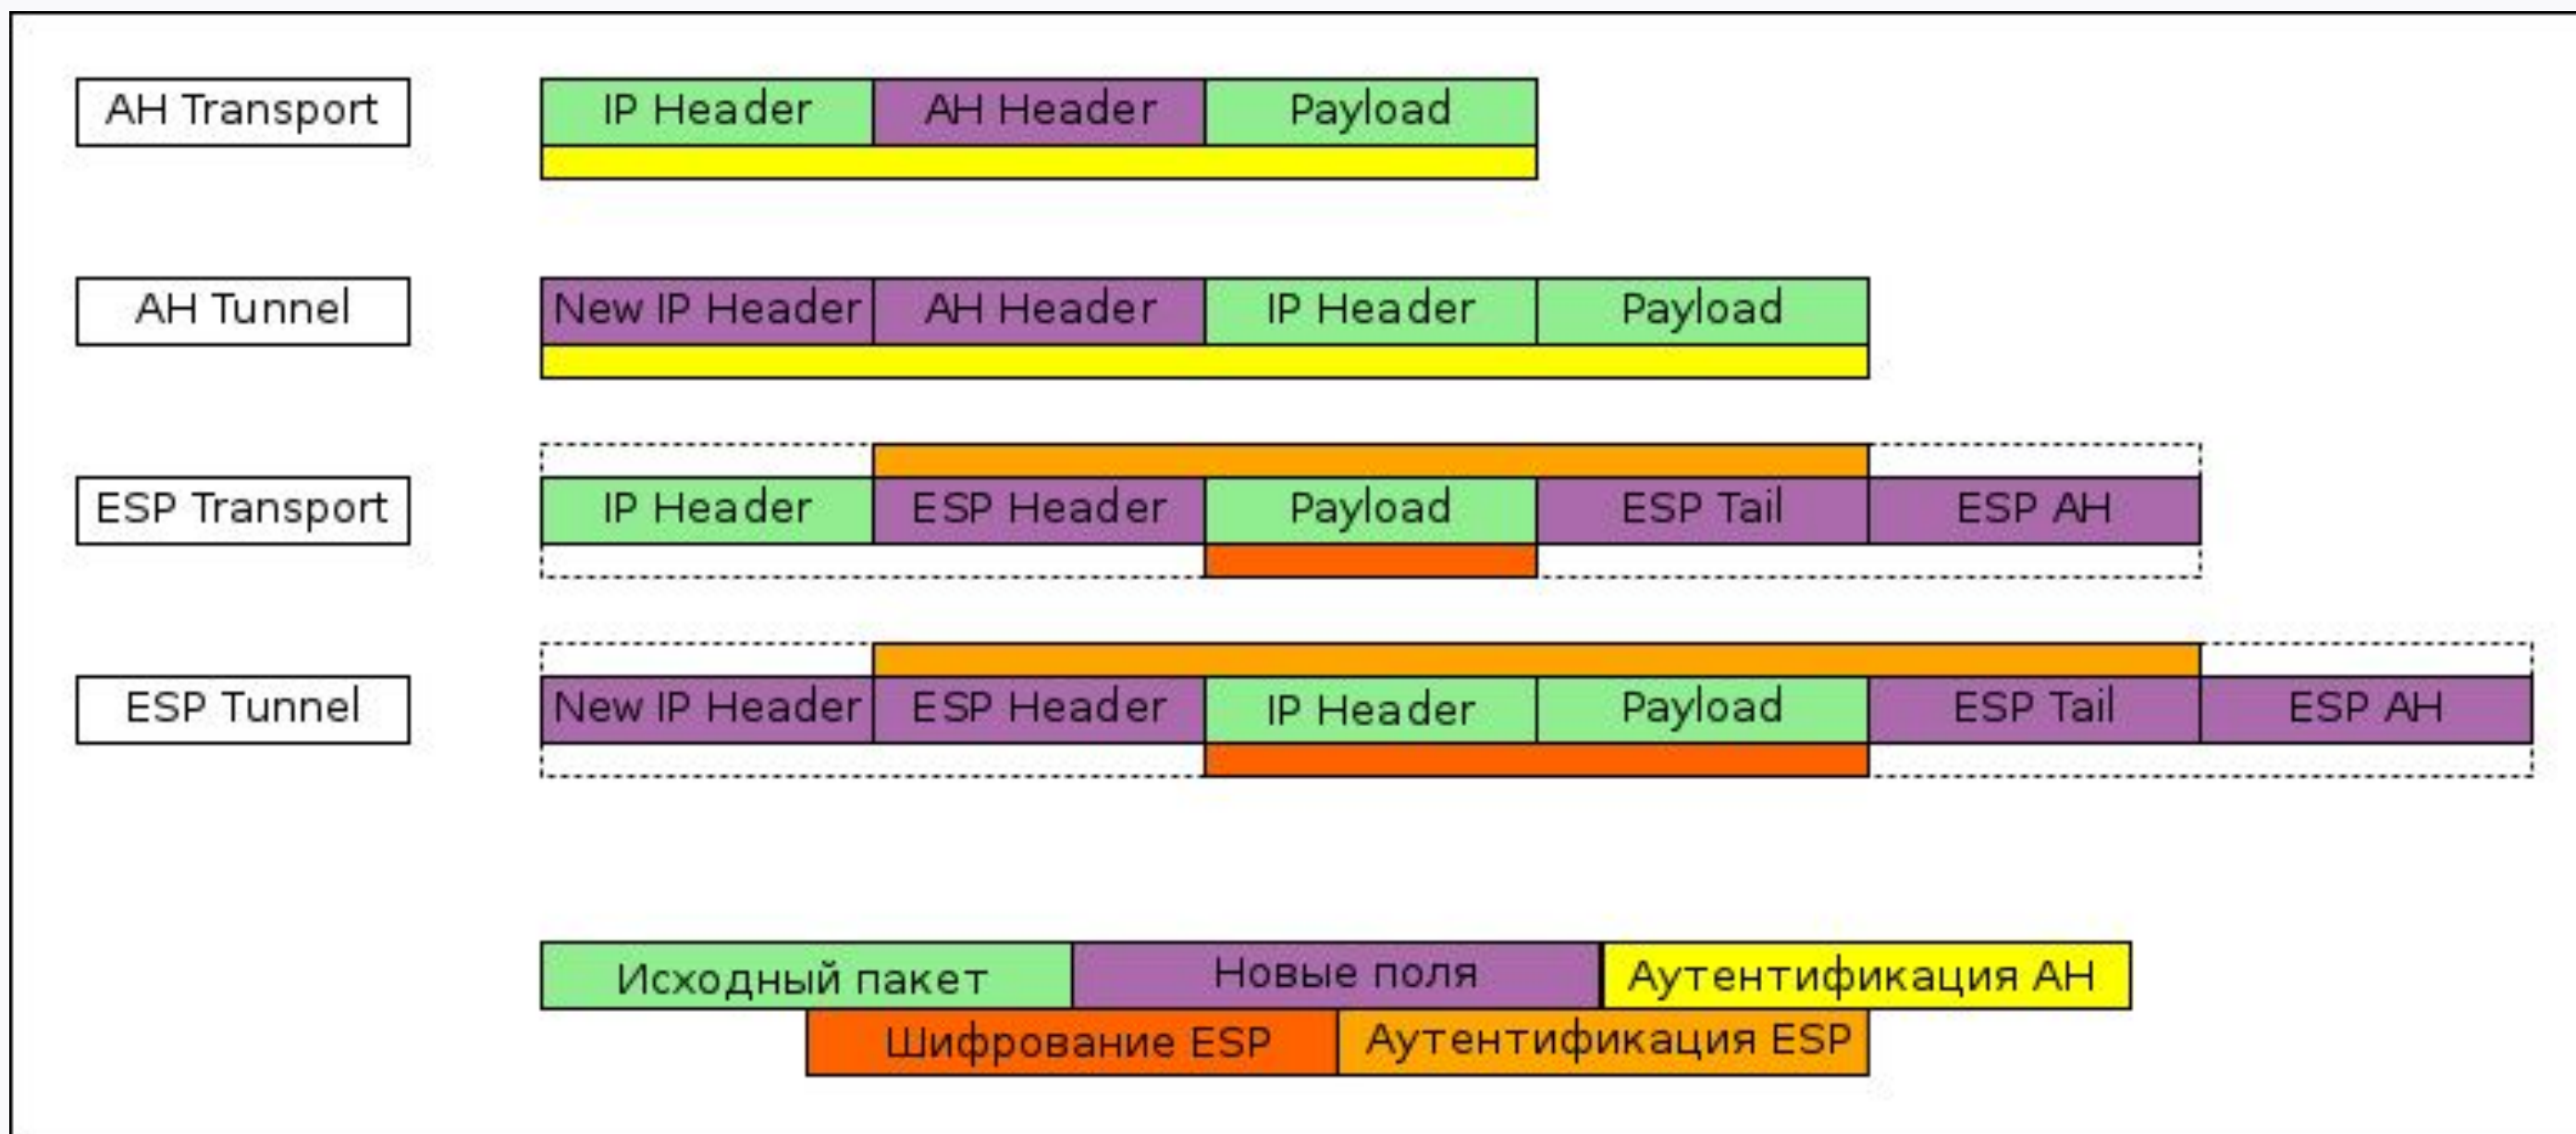 AH Transport IP Header AH Header Payload
AH Tunnel New IP Header AH Header IP Header Payload
ESP Transport IP Header ESP Header Payload ESP Tail ESP AH
ESP Tunnel New IP Header ESP Header IP Header Payload ESP Tail ESP AH
Исходный пакет Новые поля Аутентификация AH
Шифрование ESP Аутентификация ESP